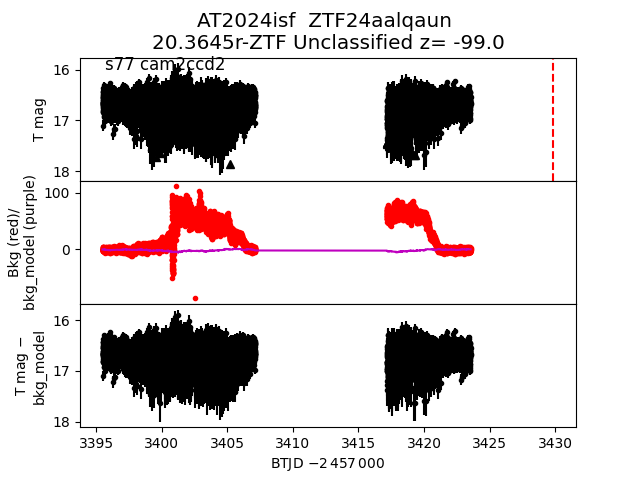 AT2024isf  ZTF24aalqaun
20.3645r-ZTF Unclassified z= -99.0
s77 cam2ccd2
16
17
18
T mag
100
0
Bkg (red)/
bkg_model (purple)
16
17
18
T mag −
bkg_model
3395 3400 3405 3410 3415 3420 3425 3430
BTJD −2 457 000